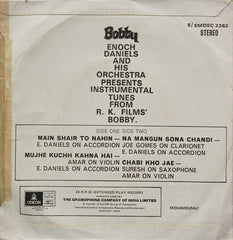 Bobby
S/ EMOEC 2362
STEREO
ENOCH
DANIELS
AND HIS
ORCHESTRA
PRESENTS
INSTRUMENTAL
TUNES
FROM
R. K. FILMS'
BOBBY.
SIDE ONE SIDE TWO
MAIN SHAIR TO NAHIN – NA MANGUN SONA CHANDI –
E. DANIELS ON ACCORDION JOE GOMES ON CLARIONET
E. DANIELS ON ACCORDION
MUJHE KUCHH KAHNA HAI – CHABI KHO JAE –
E. DANIELS ON ACCORDION SURESH ON SAXOPHONE
AMAR ON VIOLIN AMAR ON VIOLIN
45 R.P.M. EXTENDED PLAY RECORD
THE GRAMOPHONE COMPANY OF INDIA LIMITED